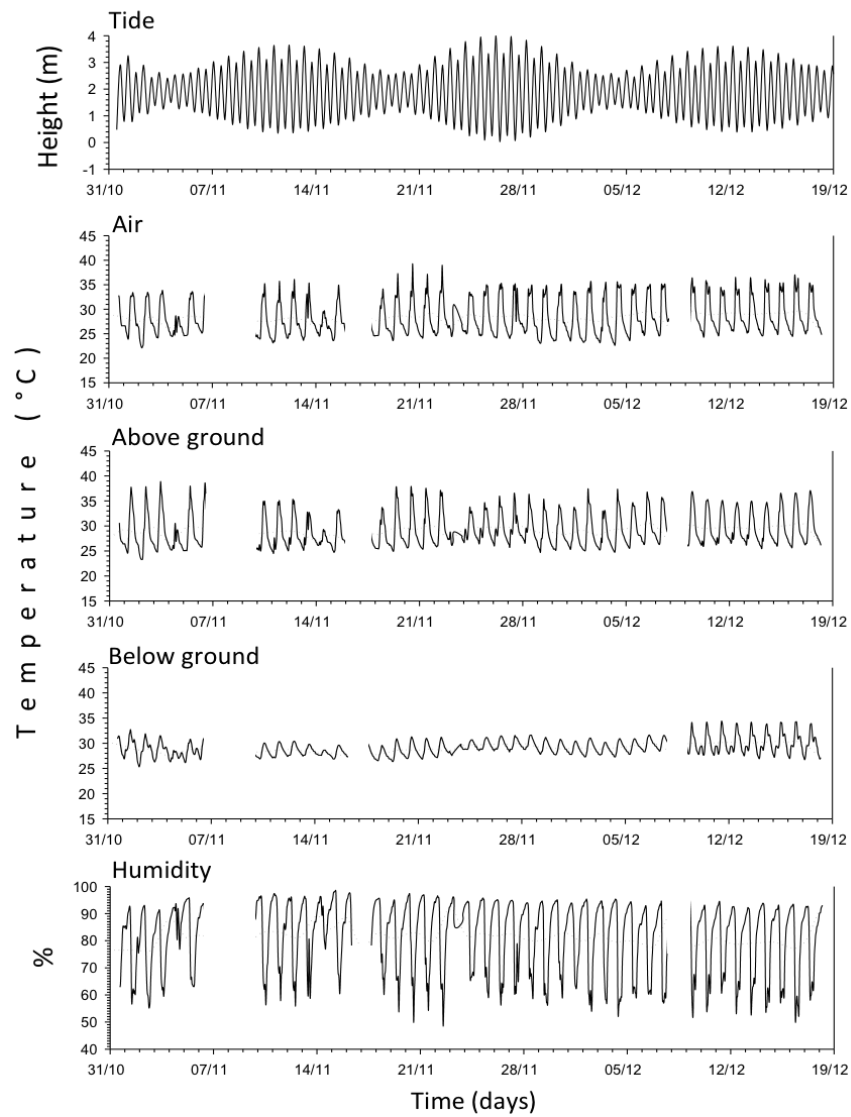 Tide
Height (m)
4
3
2
1
0
-1
31/10 07/11 14/11 21/11 28/11 05/12 12/12 19/12
Temperature (°C)
Air
45
40
35
30
25
20
15
31/10 07/11 14/11 21/11 28/11 05/12 12/12 19/12
Above ground
45
40
35
30
25
20
15
31/10 07/11 14/11 21/11 28/11 05/12 12/12 19/12
Below ground
45
40
35
30
25
20
15
31/10 07/11 14/11 21/11 28/11 05/12 12/12 19/12
Humidity
%
100
90
80
70
60
50
40
31/10 07/11 14/11 21/11 28/11 05/12 12/12 19/12
Time (days)